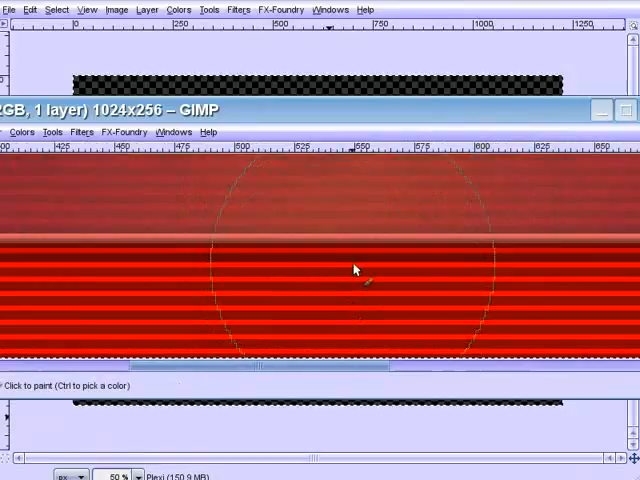 File Edit Select View Image Layer Colors Tools Filters FX-Foundry Windows Help
0 250 500 750 1000 1250
2GB, 1 layer) 1024x256 – GIMP
Colors Tools Filters FX-Foundry Windows Help
00 425 450 475 500 525 550 575 600 625 650
Click to paint (Ctrl to pick a color)
px 50 % Plexi (150.9 MB)